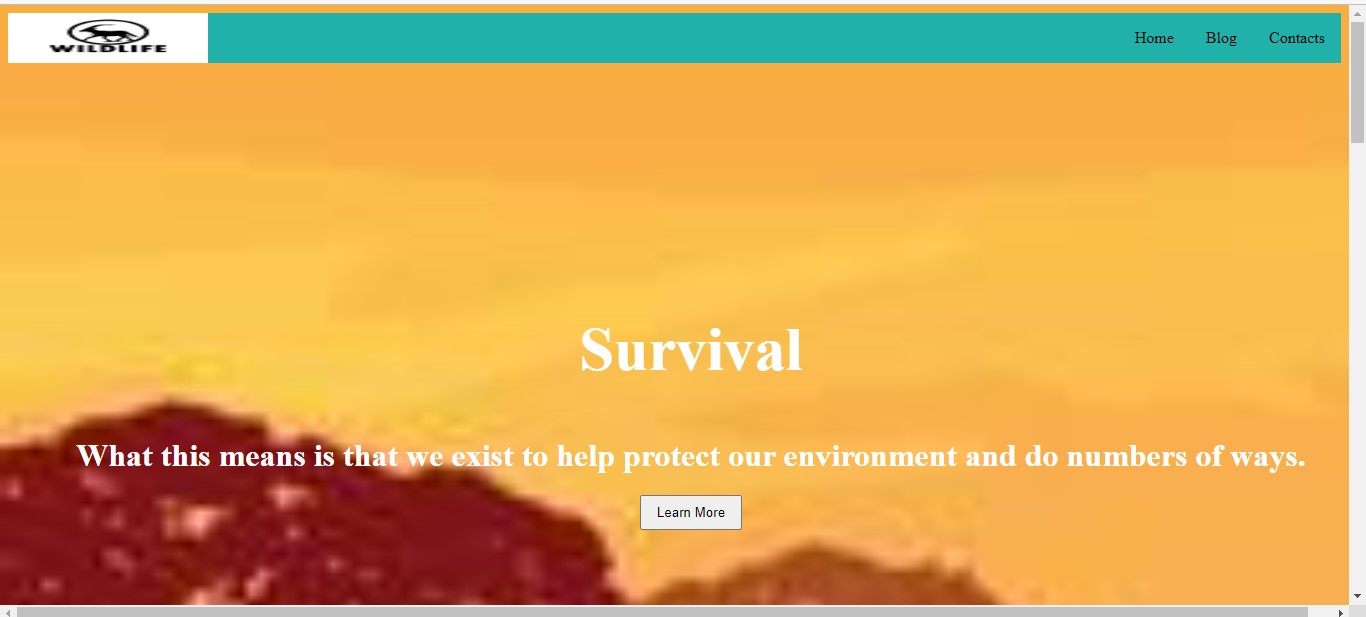 WILDLIFE
Home Blog Contacts
Survival
What this means is that we exist to help protect our environment and do numbers of ways.
Learn More